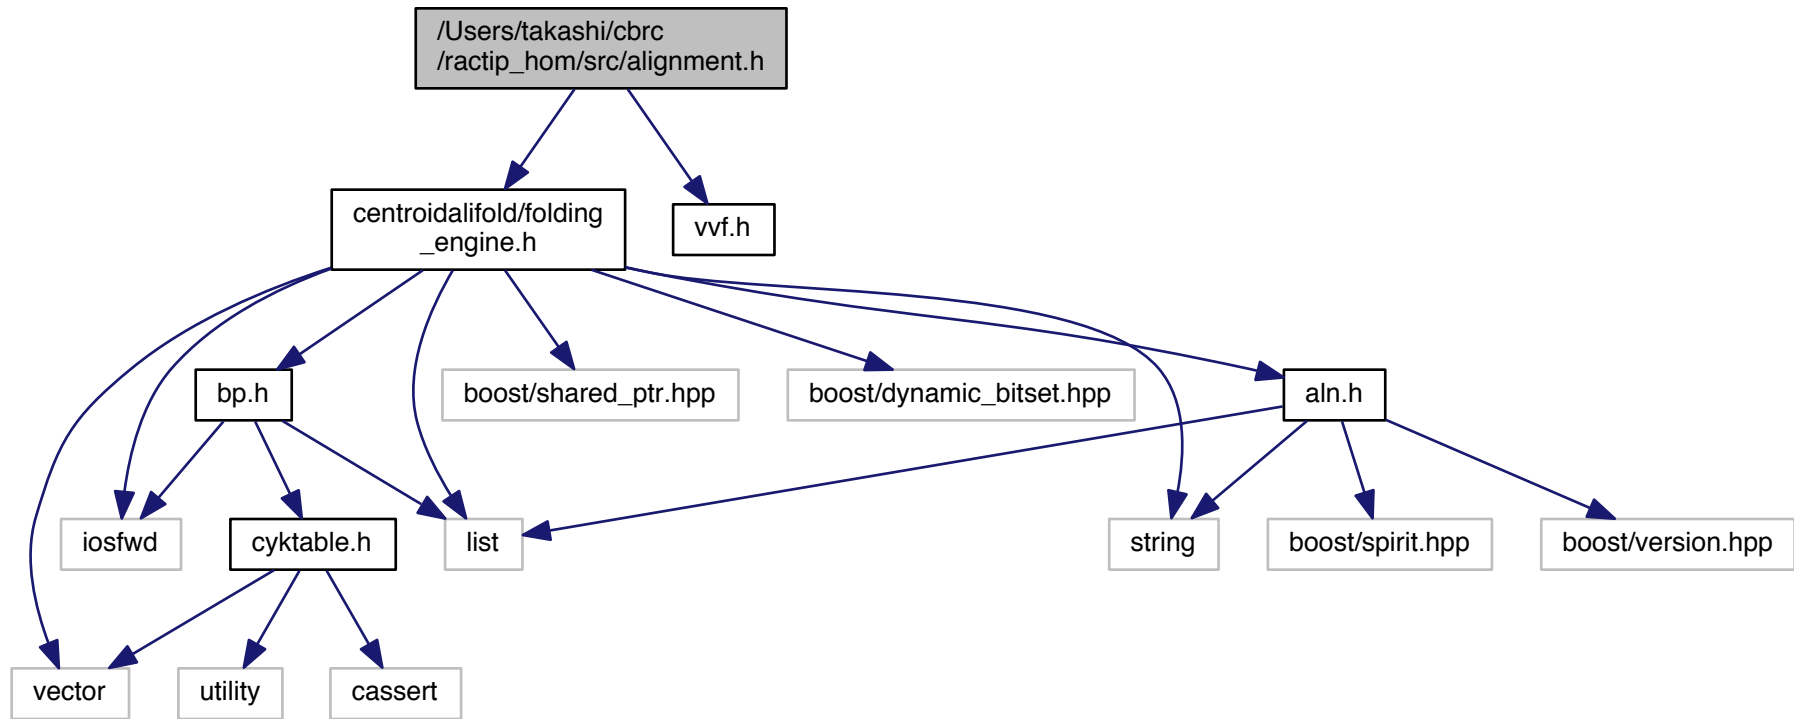 /Users/takashi/cbrc
/ractip_hom/src/alignment.h
centroidalifold/folding
_engine.h
vvf.h
bp.h
boost/shared_ptr.hpp
boost/dynamic_bitset.hpp
aln.h
iosfwd
cyktable.h
list
string
boost/spirit.hpp
boost/version.hpp
vector
utility
cassert